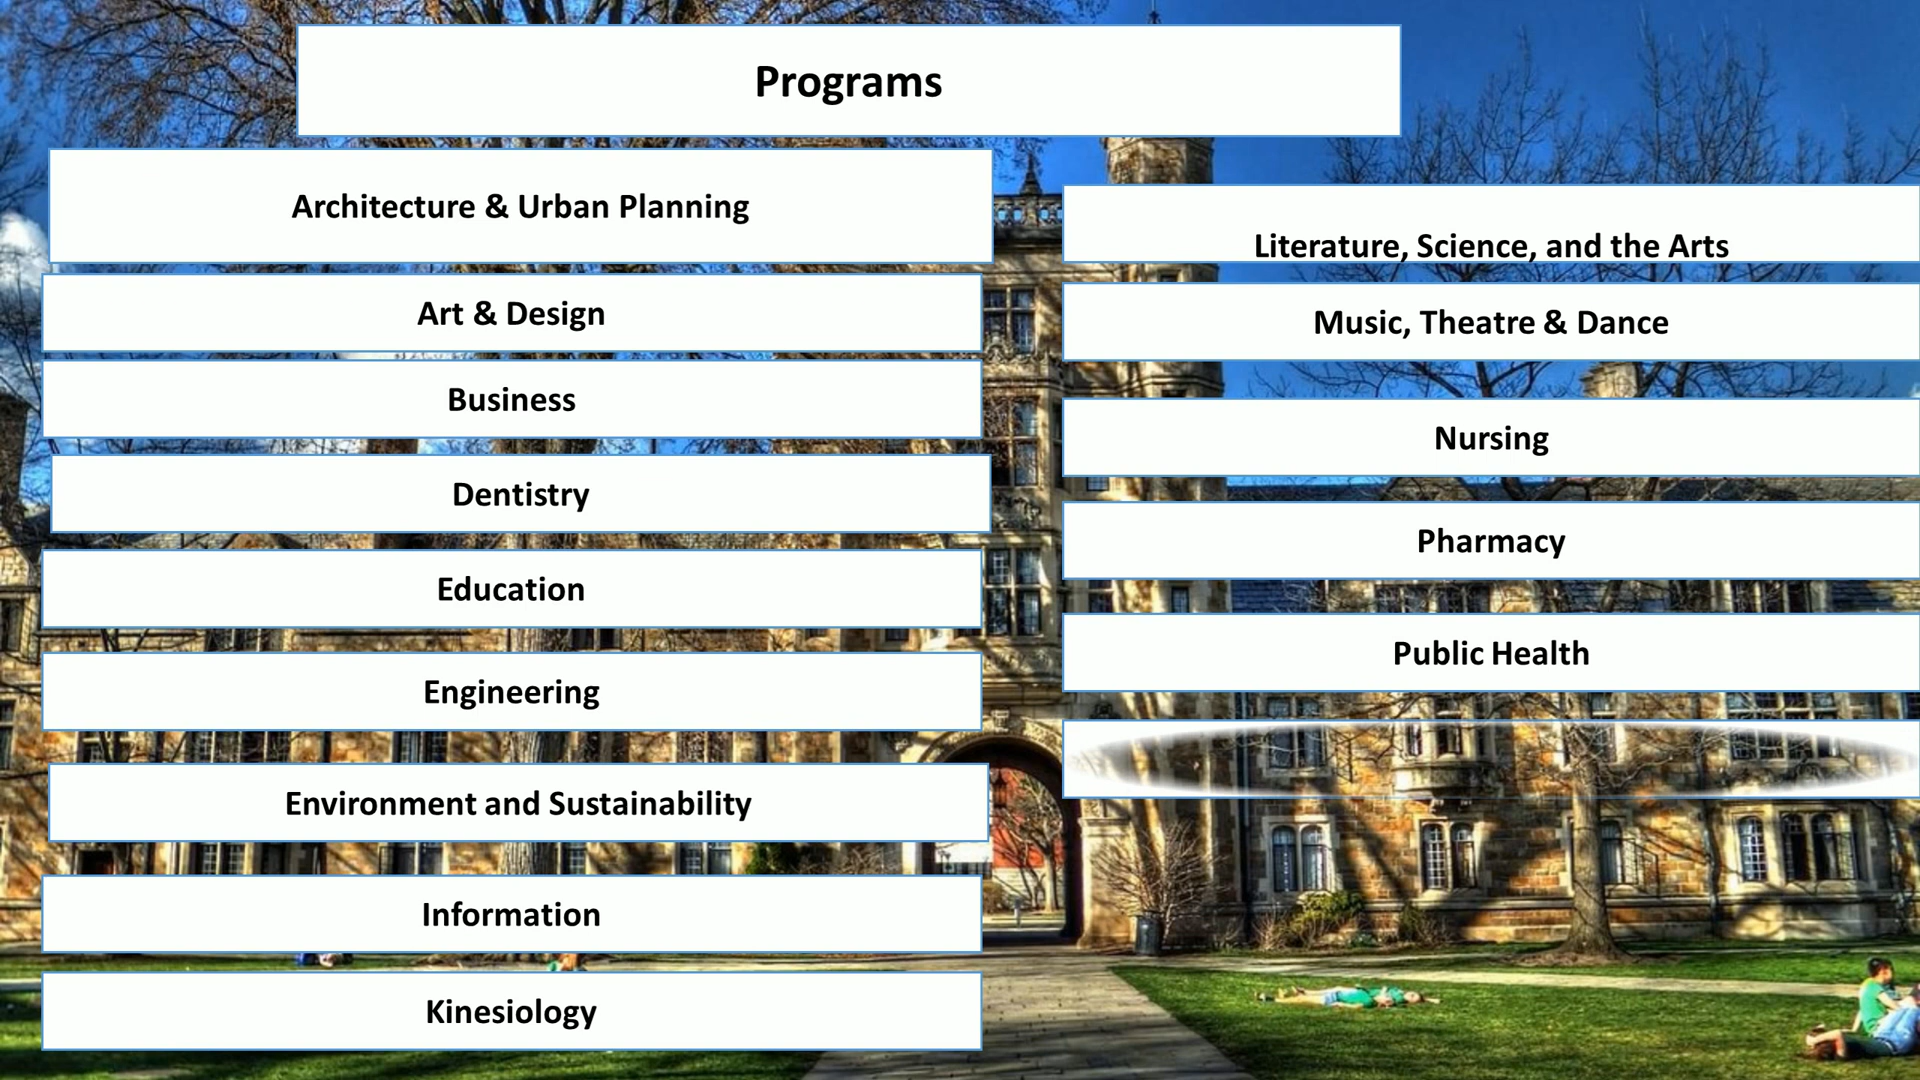 Programs
Architecture & Urban Planning
Art & Design
Business
Dentistry
Education
Engineering
Environment and Sustainability
Information
Kinesiology
Literature, Science, and the Arts
Music, Theatre & Dance
Nursing
Pharmacy
Public Health